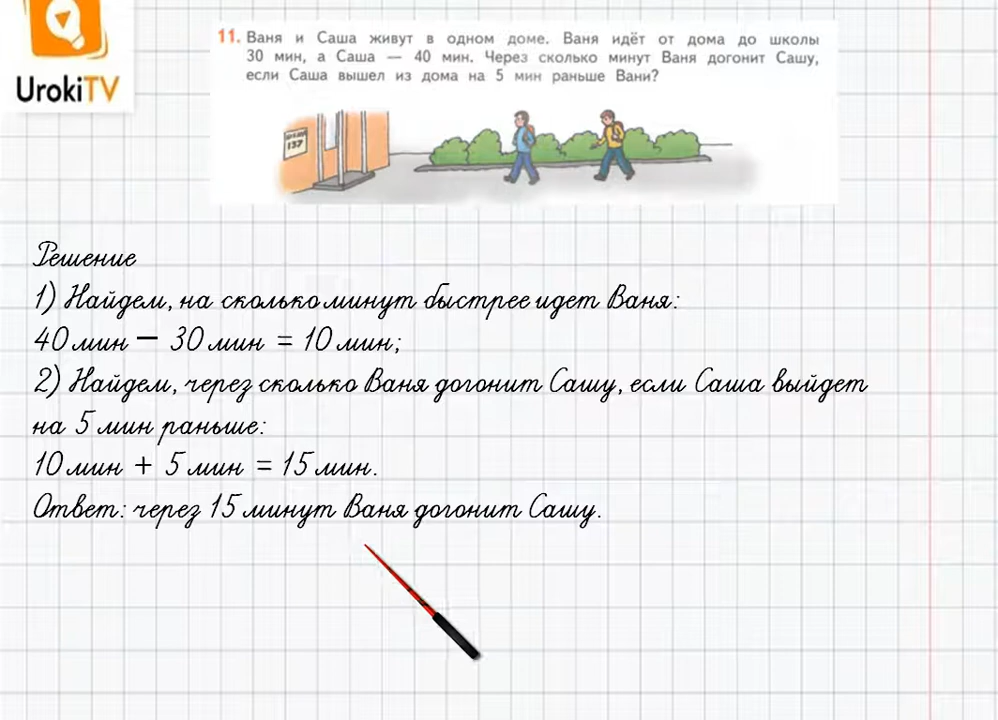 UrokiTV
11. Ваня и Саша живут в одном доме. Ваня идёт от дома до школы
30 мин, а Саша — 40 мин. Через сколько минут Ваня догонит Сашу,
если Саша вышел из дома на 5 мин раньше Вани?
137
Решение
1) Найдем, на сколько минут быстрее идет Ваня:
40 мин − 30 мин = 10 мин;
2) Найдем, через сколько Ваня догонит Сашу, если Саша выйдет
на 5 мин раньше:
10 мин + 5 мин = 15 мин.
Ответ: через 15 минут Ваня догонит Сашу.